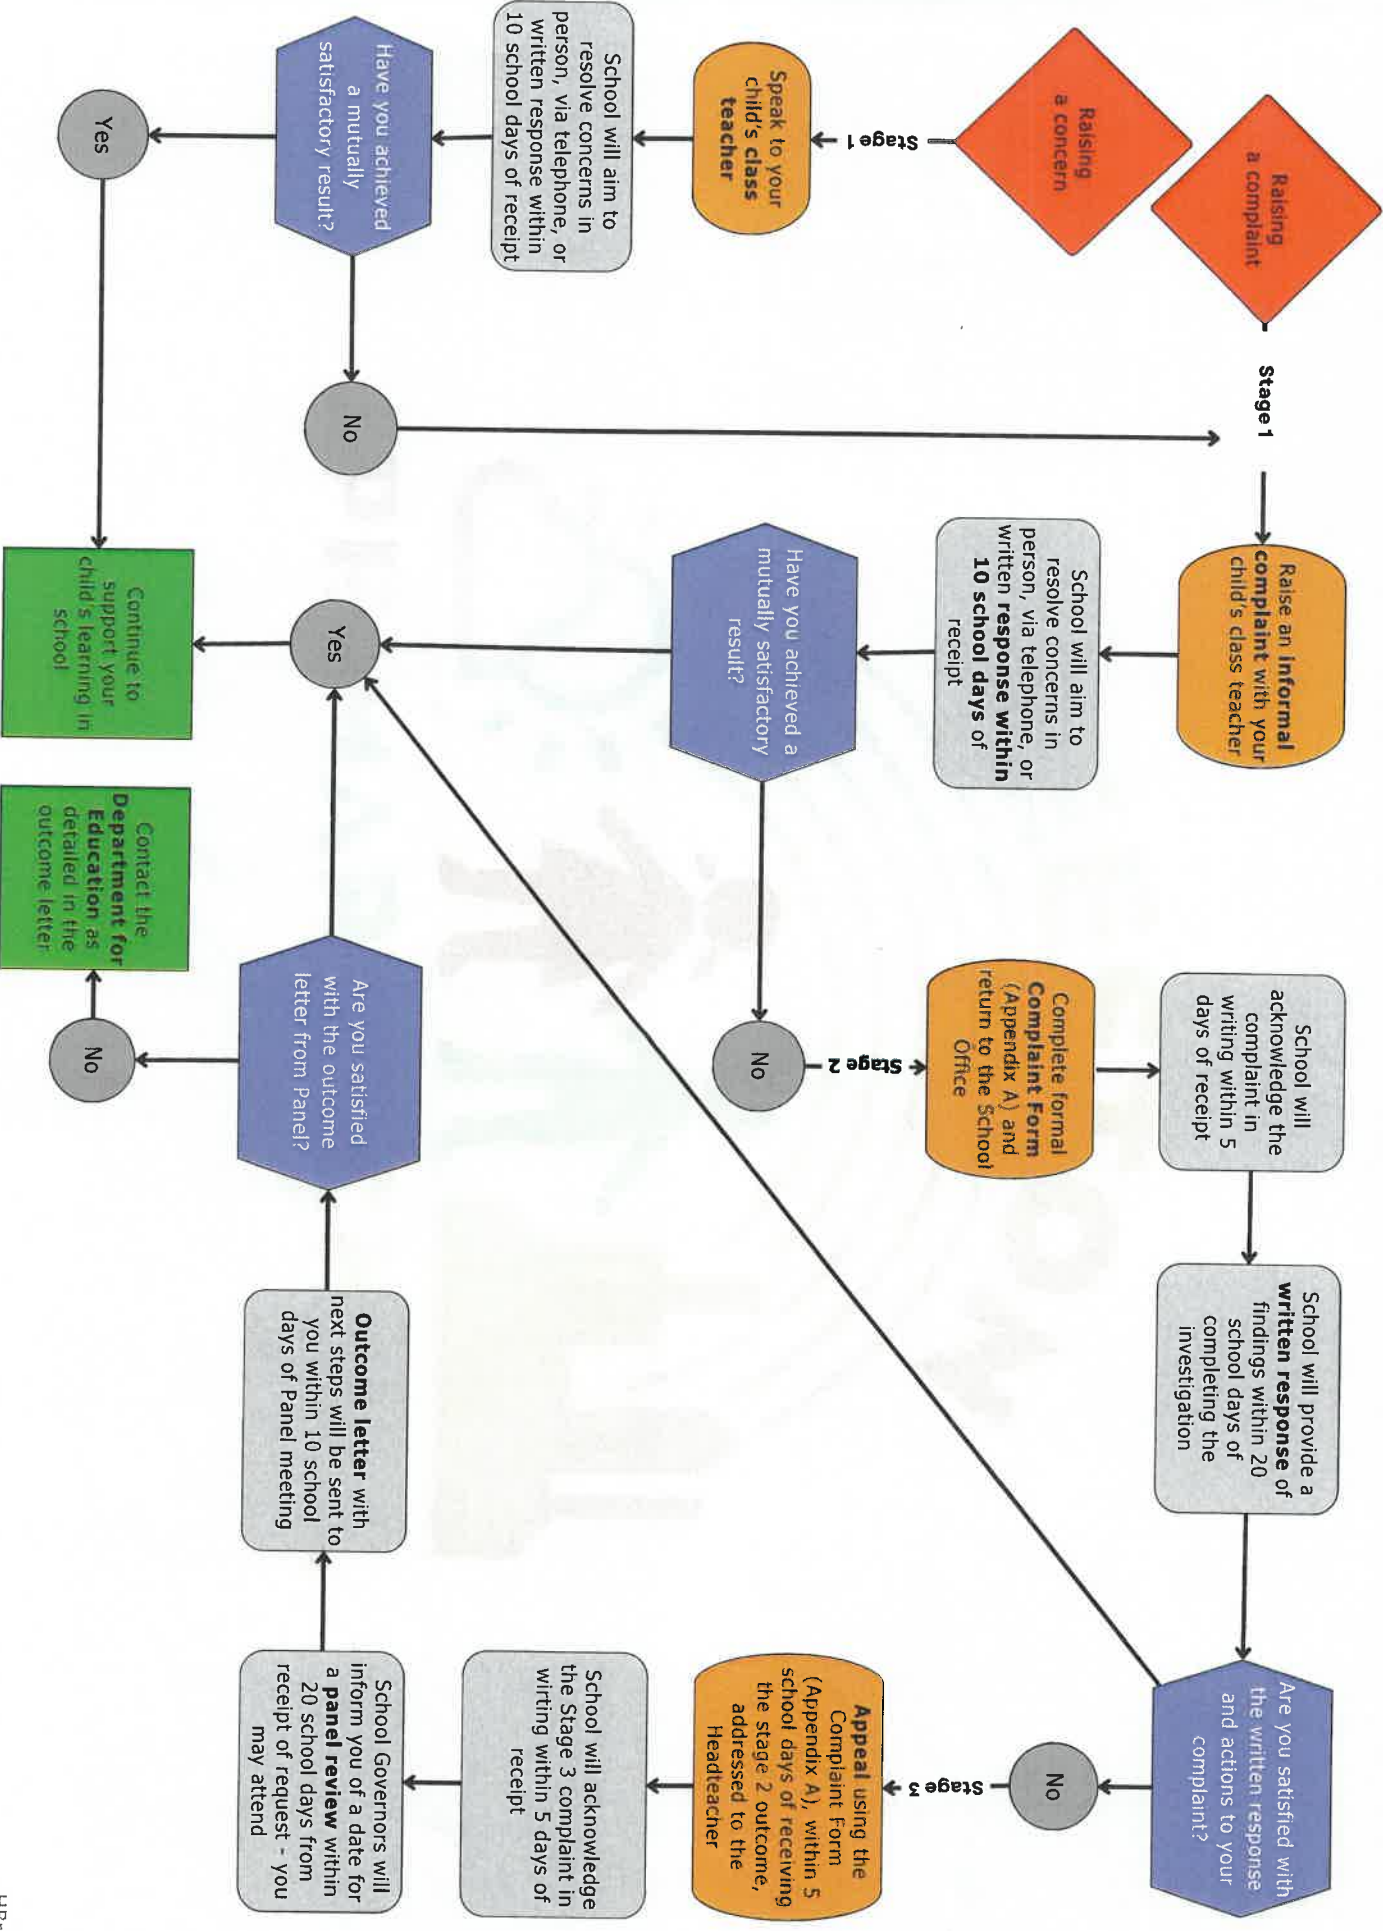 Raising
a complaint
Stage 1
Raise an informal
complaint with your
child's class teacher
School will
acknowledge the
complaint in
writing within 5
days of receipt
School will provide a
written response of
findings within 20
school days of
completing the
investigation
Are you satisfied with
the written response
and actions to your
complaint?
Raising
a concern
Stage 1
Speak to your
child's class
teacher
School will aim to
resolve concerns in
person, via telephone, or
written response within
10 school days of receipt
Have you achieved
a mutually
satisfactory result?
Yes
No
School will aim to
resolve concerns in
person, via telephone, or
written response within
10 school days of
receipt
Have you achieved a
mutually satisfactory
result?
Yes
No
Stage 2
Complete formal
Complaint Form
(Appendix A) and
return to the School
Office
No
Stage 3
Appeal using the
Complaint Form
(Appendix A), within 5
school days of receiving
the stage 2 outcome,
addressed to the
Headteacher
School will acknowledge
the Stage 3 complaint in
wirting within 5 days of
receipt
School Governors will
inform you of a date for
a panel review within
20 school days from
receipt of request - you
may attend
Outcome letter with
next steps will be sent to
you within 10 school
days of Panel meeting
Are you satisfied
with the outcome
letter from Panel?
No
Continue to
support your
child's learning in
school
Contact the
Department for
Education as
detailed in the
outcome letter